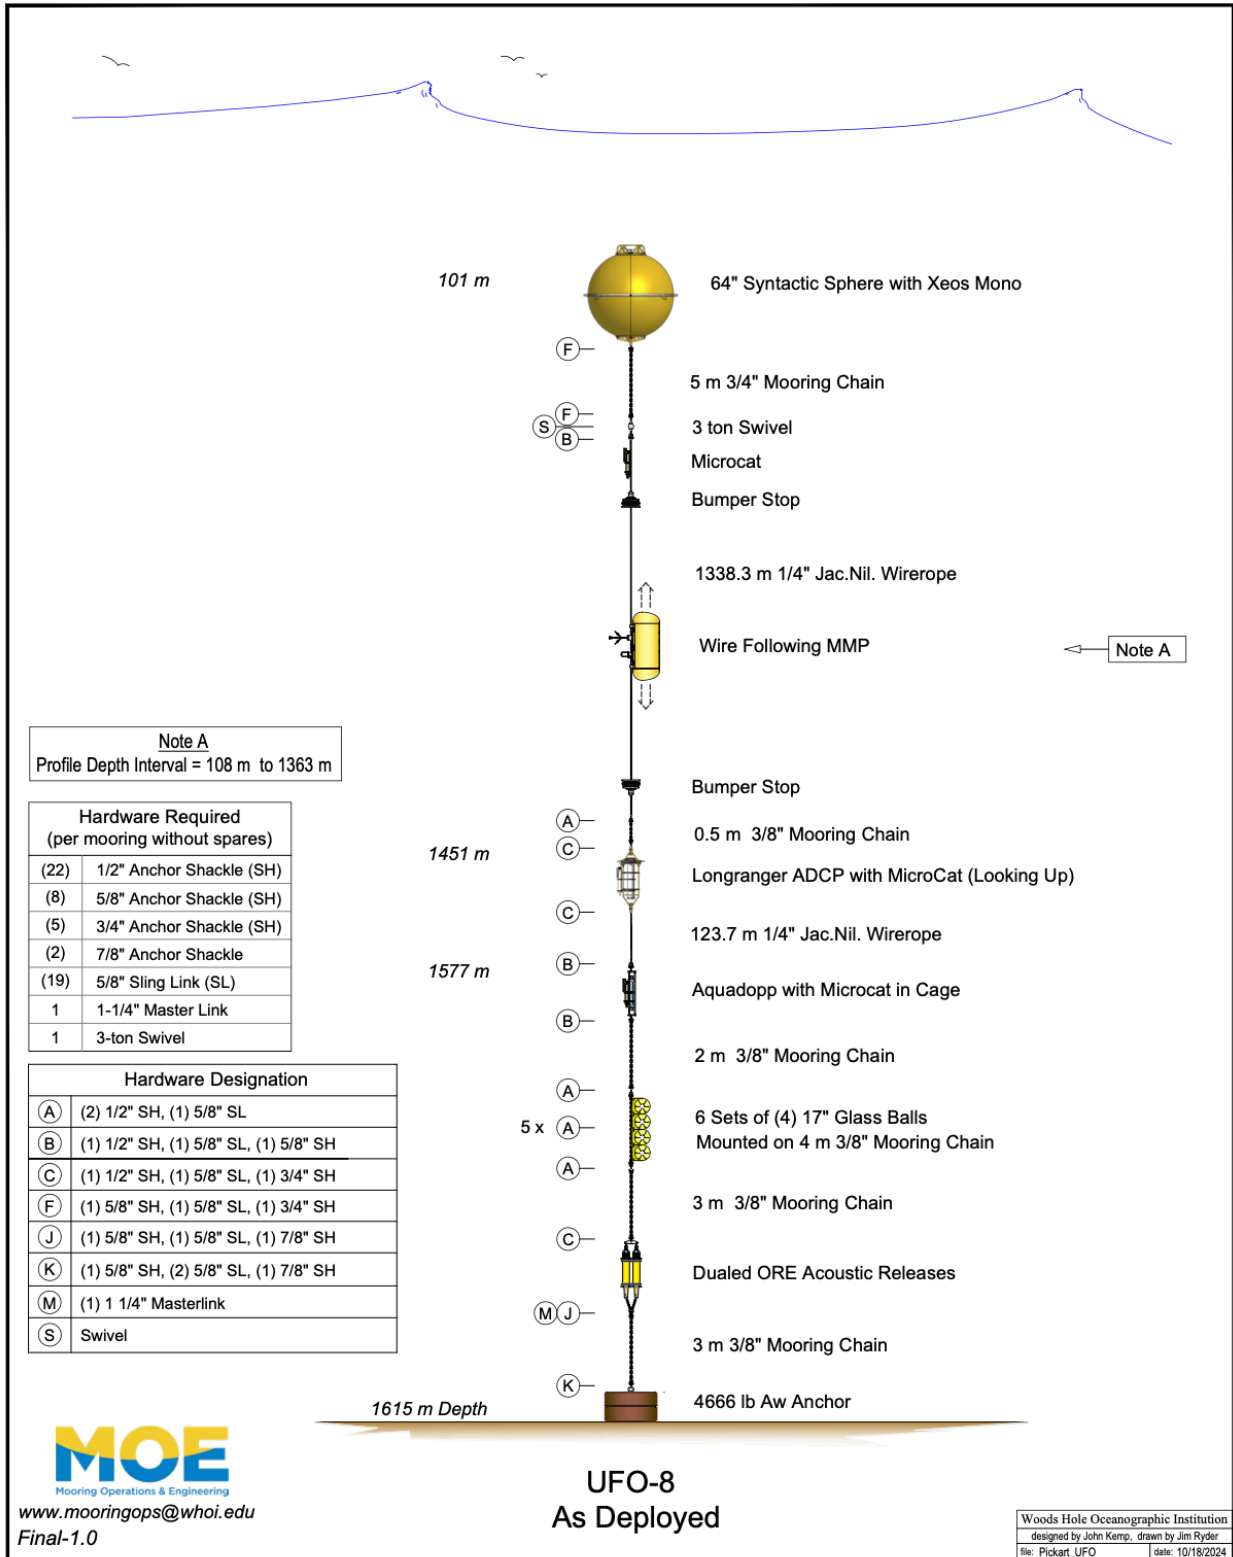 101 m
64" Syntactic Sphere with Xeos Mono
F
5 m 3/4" Mooring Chain
F
S
3 ton Swivel
B
Microcat
Bumper Stop
1338.3 m 1/4" Jac.Nil. Wirerope
Wire Following MMP
Note A
Note A
Profile Depth Interval = 108 m to 1363 m
Bumper Stop
Hardware Required
(per mooring without spares)
(22) 1/2" Anchor Shackle (SH)
(8) 5/8" Anchor Shackle (SH)
(5) 3/4" Anchor Shackle (SH)
(2) 7/8" Anchor Shackle
(19) 5/8" Sling Link (SL)
1 1-1/4" Master Link
1 3-ton Swivel
A
0.5 m 3/8" Mooring Chain
C
1451 m
Longranger ADCP with MicroCat (Looking Up)
C
123.7 m 1/4" Jac.Nil. Wirerope
B
1577 m
Aquadopp with Microcat in Cage
B
2 m 3/8" Mooring Chain
Hardware Designation
A (2) 1/2" SH, (1) 5/8" SL
B (1) 1/2" SH, (1) 5/8" SL, (1) 5/8" SH
C (1) 1/2" SH, (1) 5/8" SL, (1) 3/4" SH
F (1) 5/8" SH, (1) 5/8" SL, (1) 3/4" SH
J (1) 5/8" SH, (1) 5/8" SL, (1) 7/8" SH
K (1) 5/8" SH, (2) 5/8" SL, (1) 7/8" SH
M (1) 1 1/4" Masterlink
S Swivel
A
5 x A
6 Sets of (4) 17" Glass Balls
Mounted on 4 m 3/8" Mooring Chain
A
3 m 3/8" Mooring Chain
C
Dualed ORE Acoustic Releases
M J
3 m 3/8" Mooring Chain
K
4666 lb Aw Anchor
1615 m Depth
MOE
Mooring Operations & Engineering
www.mooringops@whoi.edu
Final-1.0
UFO-8
As Deployed
Woods Hole Oceanographic Institution
designed by John Kemp, drawn by Jim Ryder
file: Pickart_UFO date: 10/18/2024